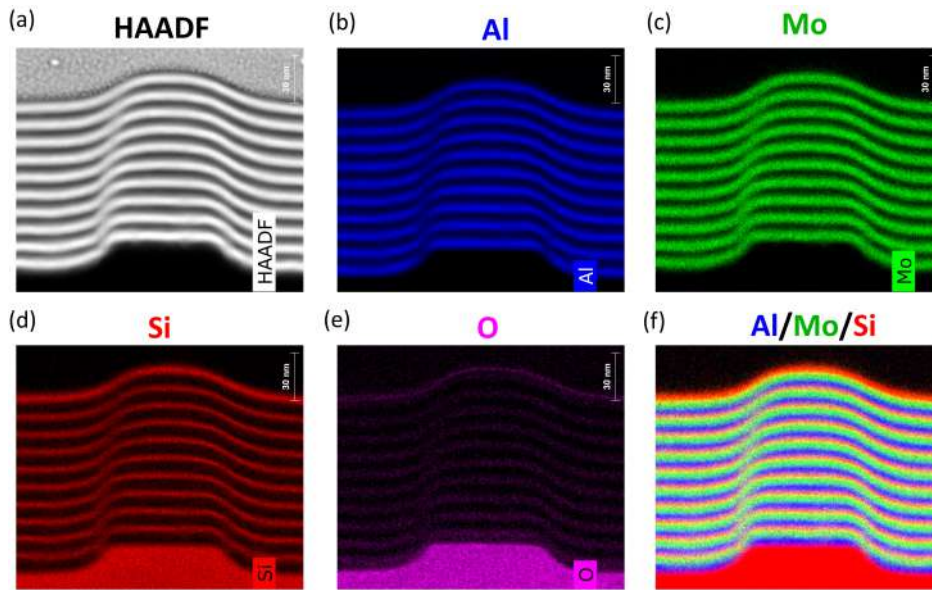 (a) HAADF
30 nm
HAADF
(b) Al
30 nm
Al
(c) Mo
30 nm
Mo
(d) Si
30 nm
Si
(e) O
30 nm
O
(f) Al/Mo/Si